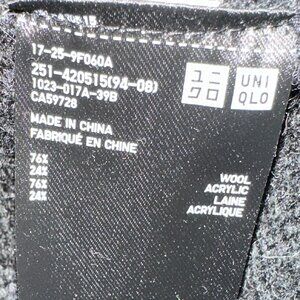 17-25-9F060A
251-420515(94-08)
1023-017A-39B
CA59728
MADE IN CHINA
FABRIQUÉ EN CHINE
ユニ
クロ
UNI
QLO
76% WOOL
24% ACRYLIC
76% LAINE
24% ACRYLIQUE